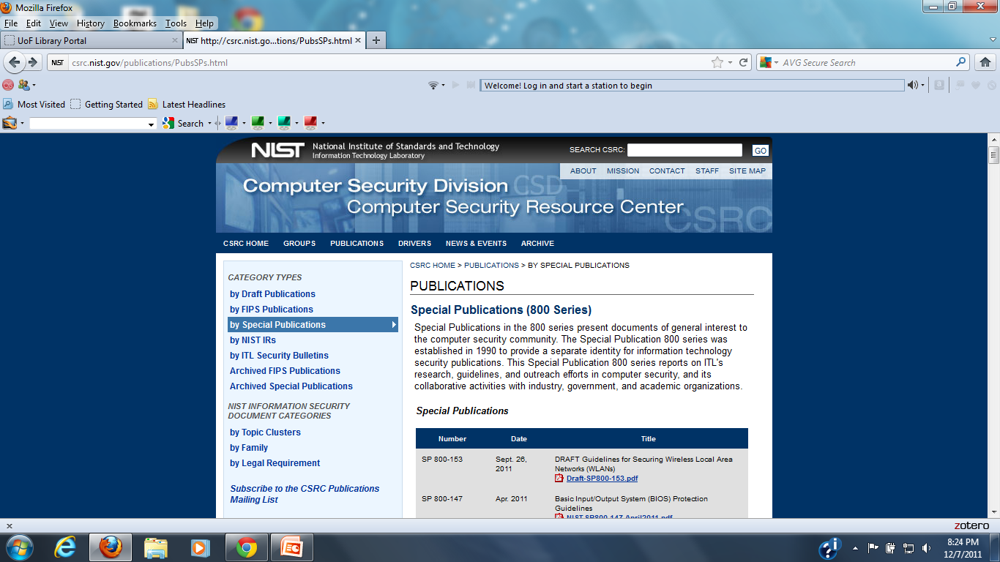 Mozilla Firefox
File Edit View History Bookmarks Tools Help
UoF Library Portal
NIST http://csrc.nist.go...tions/PubsSPs.html
NIST csrc.nist.gov/publications/PubsSPs.html
AVG Secure Search
Welcome! Log in and start a station to begin
Most Visited Getting Started Latest Headlines
Search
NIST National Institute of Standards and Technology
Information Technology Laboratory
SEARCH CSRC: GO
ABOUT MISSION CONTACT STAFF SITE MAP
Computer Security Division CSD
Computer Security Resource Center
CSRC
CSRC HOME GROUPS PUBLICATIONS DRIVERS NEWS & EVENTS ARCHIVE
CATEGORY TYPES
by Draft Publications
by FIPS Publications
by Special Publications
by NIST IRs
by ITL Security Bulletins
Archived FIPS Publications
Archived Special Publications
NIST INFORMATION SECURITY
DOCUMENT CATEGORIES
by Topic Clusters
by Family
by Legal Requirement
Subscribe to the CSRC Publications
Mailing List
CSRC HOME > PUBLICATIONS > BY SPECIAL PUBLICATIONS
PUBLICATIONS
Special Publications (800 Series)
Special Publications in the 800 series present documents of general interest to
the computer security community. The Special Publication 800 series was
established in 1990 to provide a separate identity for information technology
security publications. This Special Publication 800 series reports on ITL's
research, guidelines, and outreach efforts in computer security, and its
collaborative activities with industry, government, and academic organizations.
Special Publications
Number Date Title
SP 800-153 Sept. 26, DRAFT Guidelines for Securing Wireless Local Area
2011 Networks (WLANs)
Draft-SP800-153.pdf
SP 800-147 Apr. 2011 Basic Input/Output System (BIOS) Protection
Guidelines
NIST-SP800-147-April2011.pdf
x zotero
8:24 PM
12/7/2011